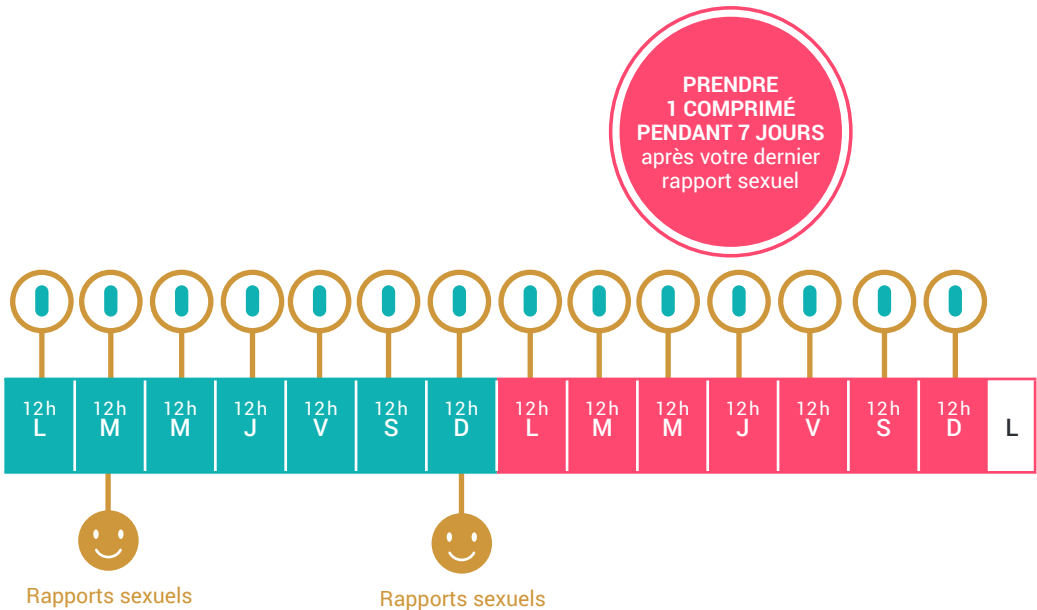 PRENDRE
1 COMPRIMÉ
PENDANT 7 JOURS
après votre dernier
rapport sexuel
12h 12h 12h 12h 12h 12h 12h 12h 12h 12h 12h 12h 12h 12h
L M M J V S D L M M J V S D L
Rapports sexuels Rapports sexuels